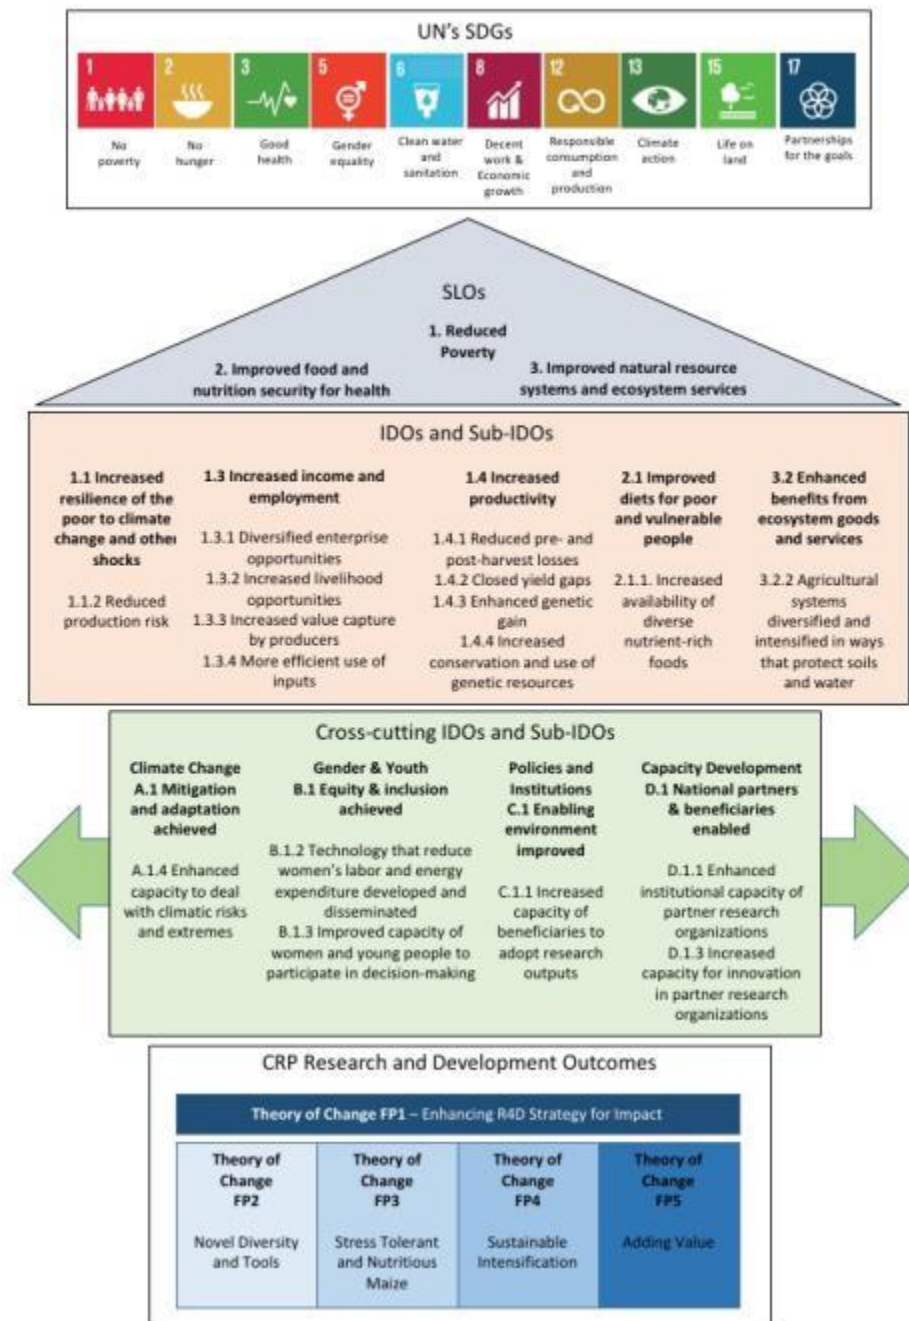 UN's SDGs
1
2
3
5
6
8
12
13
15
17
No
poverty
No
hunger
Good
health
Gender
equality
Clean water
and
sanitation
Decent
work &
Economic
growth
Responsible
consumption
and
production
Climate
action
Life on
land
Partnerships
for the goals
SLOs
1. Reduced
Poverty
2. Improved food and
nutrition security for health
3. Improved natural resource
systems and ecosystem services
IDOs and Sub-IDOs
1.1 Increased
resilience of the
poor to climate
change and other
shocks
1.1.2 Reduced
production risk
1.3 Increased income and
employment
1.3.1 Diversified enterprise
opportunities
1.3.2 Increased livelihood
opportunities
1.3.3 Increased value capture
by producers
1.3.4 More efficient use of
inputs
1.4 Increased
productivity
1.4.1 Reduced pre- and
post-harvest losses
1.4.2 Closed yield gaps
1.4.3 Enhanced genetic
gain
1.4.4 Increased
conservation and use of
genetic resources
2.1 Improved
diets for poor
and vulnerable
people
2.1.1. Increased
availability of
diverse
nutrient-rich
foods
3.2 Enhanced
benefits from
ecosystem goods
and services
3.2.2 Agricultural
systems
diversified and
intensified in ways
that protect soils
and water
Cross-cutting IDOs and Sub-IDOs
Climate Change
A.1 Mitigation
and adaptation
achieved
A.1.4 Enhanced
capacity to deal
with climatic risks
and extremes
Gender & Youth
B.1 Equity & inclusion
achieved
B.1.2 Technology that reduce
women's labor and energy
expenditure developed and
disseminated
B.1.3 Improved capacity of
women and young people to
participate in decision-making
Policies and
Institutions
C.1 Enabling
environment
improved
C.1.1 Increased
capacity of
beneficiaries to
adopt research
outputs
Capacity Development
D.1 National partners
& beneficiaries
enabled
D.1.1 Enhanced
institutional capacity of
partner research
organizations
D.1.3 Increased
capacity for innovation
in partner research
organizations
CRP Research and Development Outcomes
Theory of Change FP1 – Enhancing R4D Strategy for Impact
Theory of
Change
FP2
Novel Diversity
and Tools
Theory of
Change
FP3
Stress Tolerant
and Nutritious
Maize
Theory of
Change
FP4
Sustainable
Intensification
Theory of
Change
FP5
Adding Value